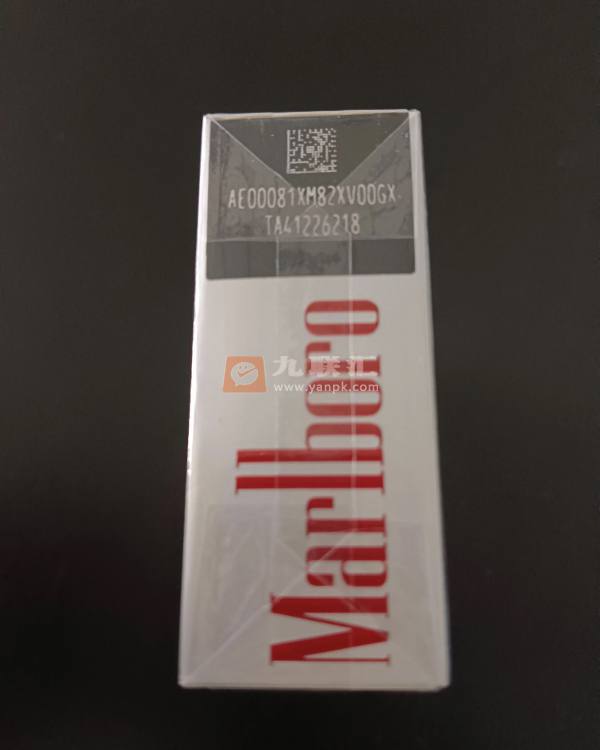 AE00081XM82XV00GX
TA41226218
九联汇
www.yanpk.com
Marlboro